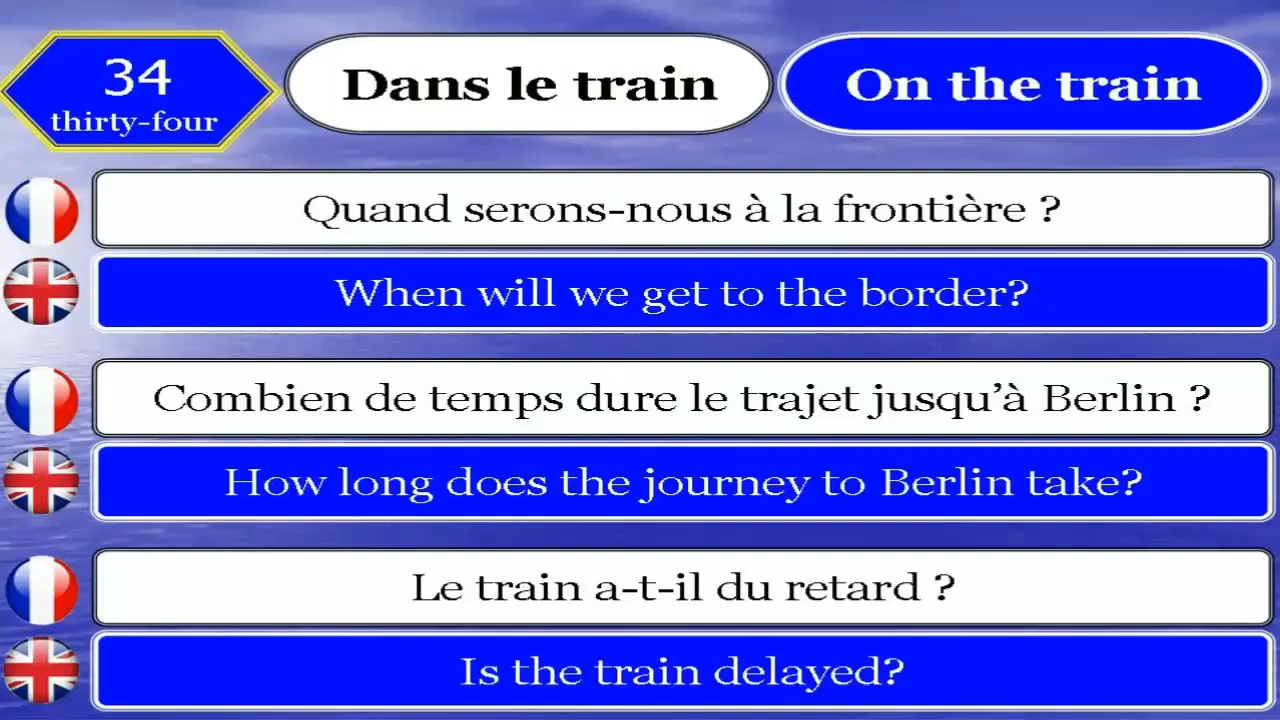 34
thirty-four
Dans le train
On the train
Quand serons-nous à la frontière ?
When will we get to the border?
Combien de temps dure le trajet jusqu’à Berlin ?
How long does the journey to Berlin take?
Le train a-t-il du retard ?
Is the train delayed?